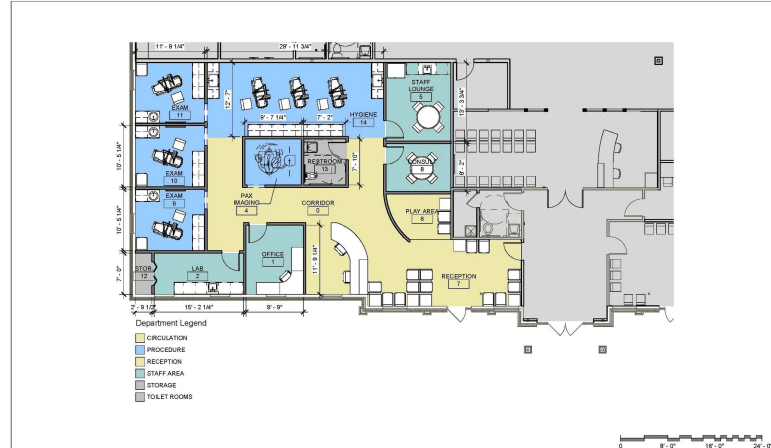 11' - 9 1/4"
29' - 11 3/4"
EXAM
11
12' - 7"
9' - 7 1/4"
7' - 2"
HYGIENE
14
STAFF
LOUNGE
5
13' - 3 3/4"
10' - 5 1/4"
EXAM
10
RESTROOM
13
7' - 10"
CONSULT
8
8' - 2"
EXAM
9
PAX
IMAGING
4
CORRIDOR
0
PLAY AREA
6
10' - 5 1/4"
OFFICE
1
11' - 9 1/4"
RECEPTION
7
STOR.
12
LAB
2
7' - 0"
2' - 9 1/2"
15' - 2 1/4"
9' - 9"
Department Legend
CIRCULATION
PROCEDURE
RECEPTION
STAFF AREA
STORAGE
TOILET ROOMS
0
8' - 0"
16' - 0"
24' - 0"